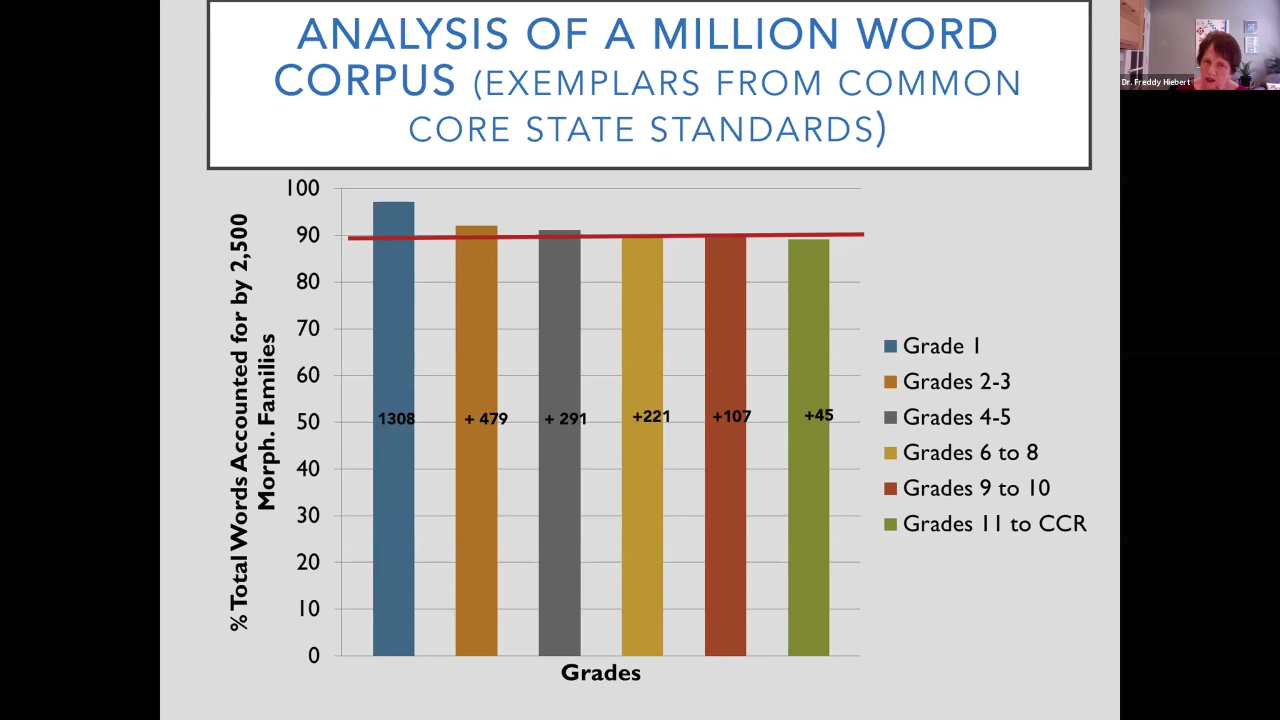 ANALYSIS OF A MILLION WORD
CORPUS (EXEMPLARS FROM COMMON
CORE STATE STANDARDS)
Dr. Freddy Hiebert
% Total Words Accounted for by 2,500
Morph. Families
100
90
80
70
60
50
40
30
20
10
0
1308
+ 479
+ 291
+221
+107
+45
Grades
Grade 1
Grades 2-3
Grades 4-5
Grades 6 to 8
Grades 9 to 10
Grades 11 to CCR